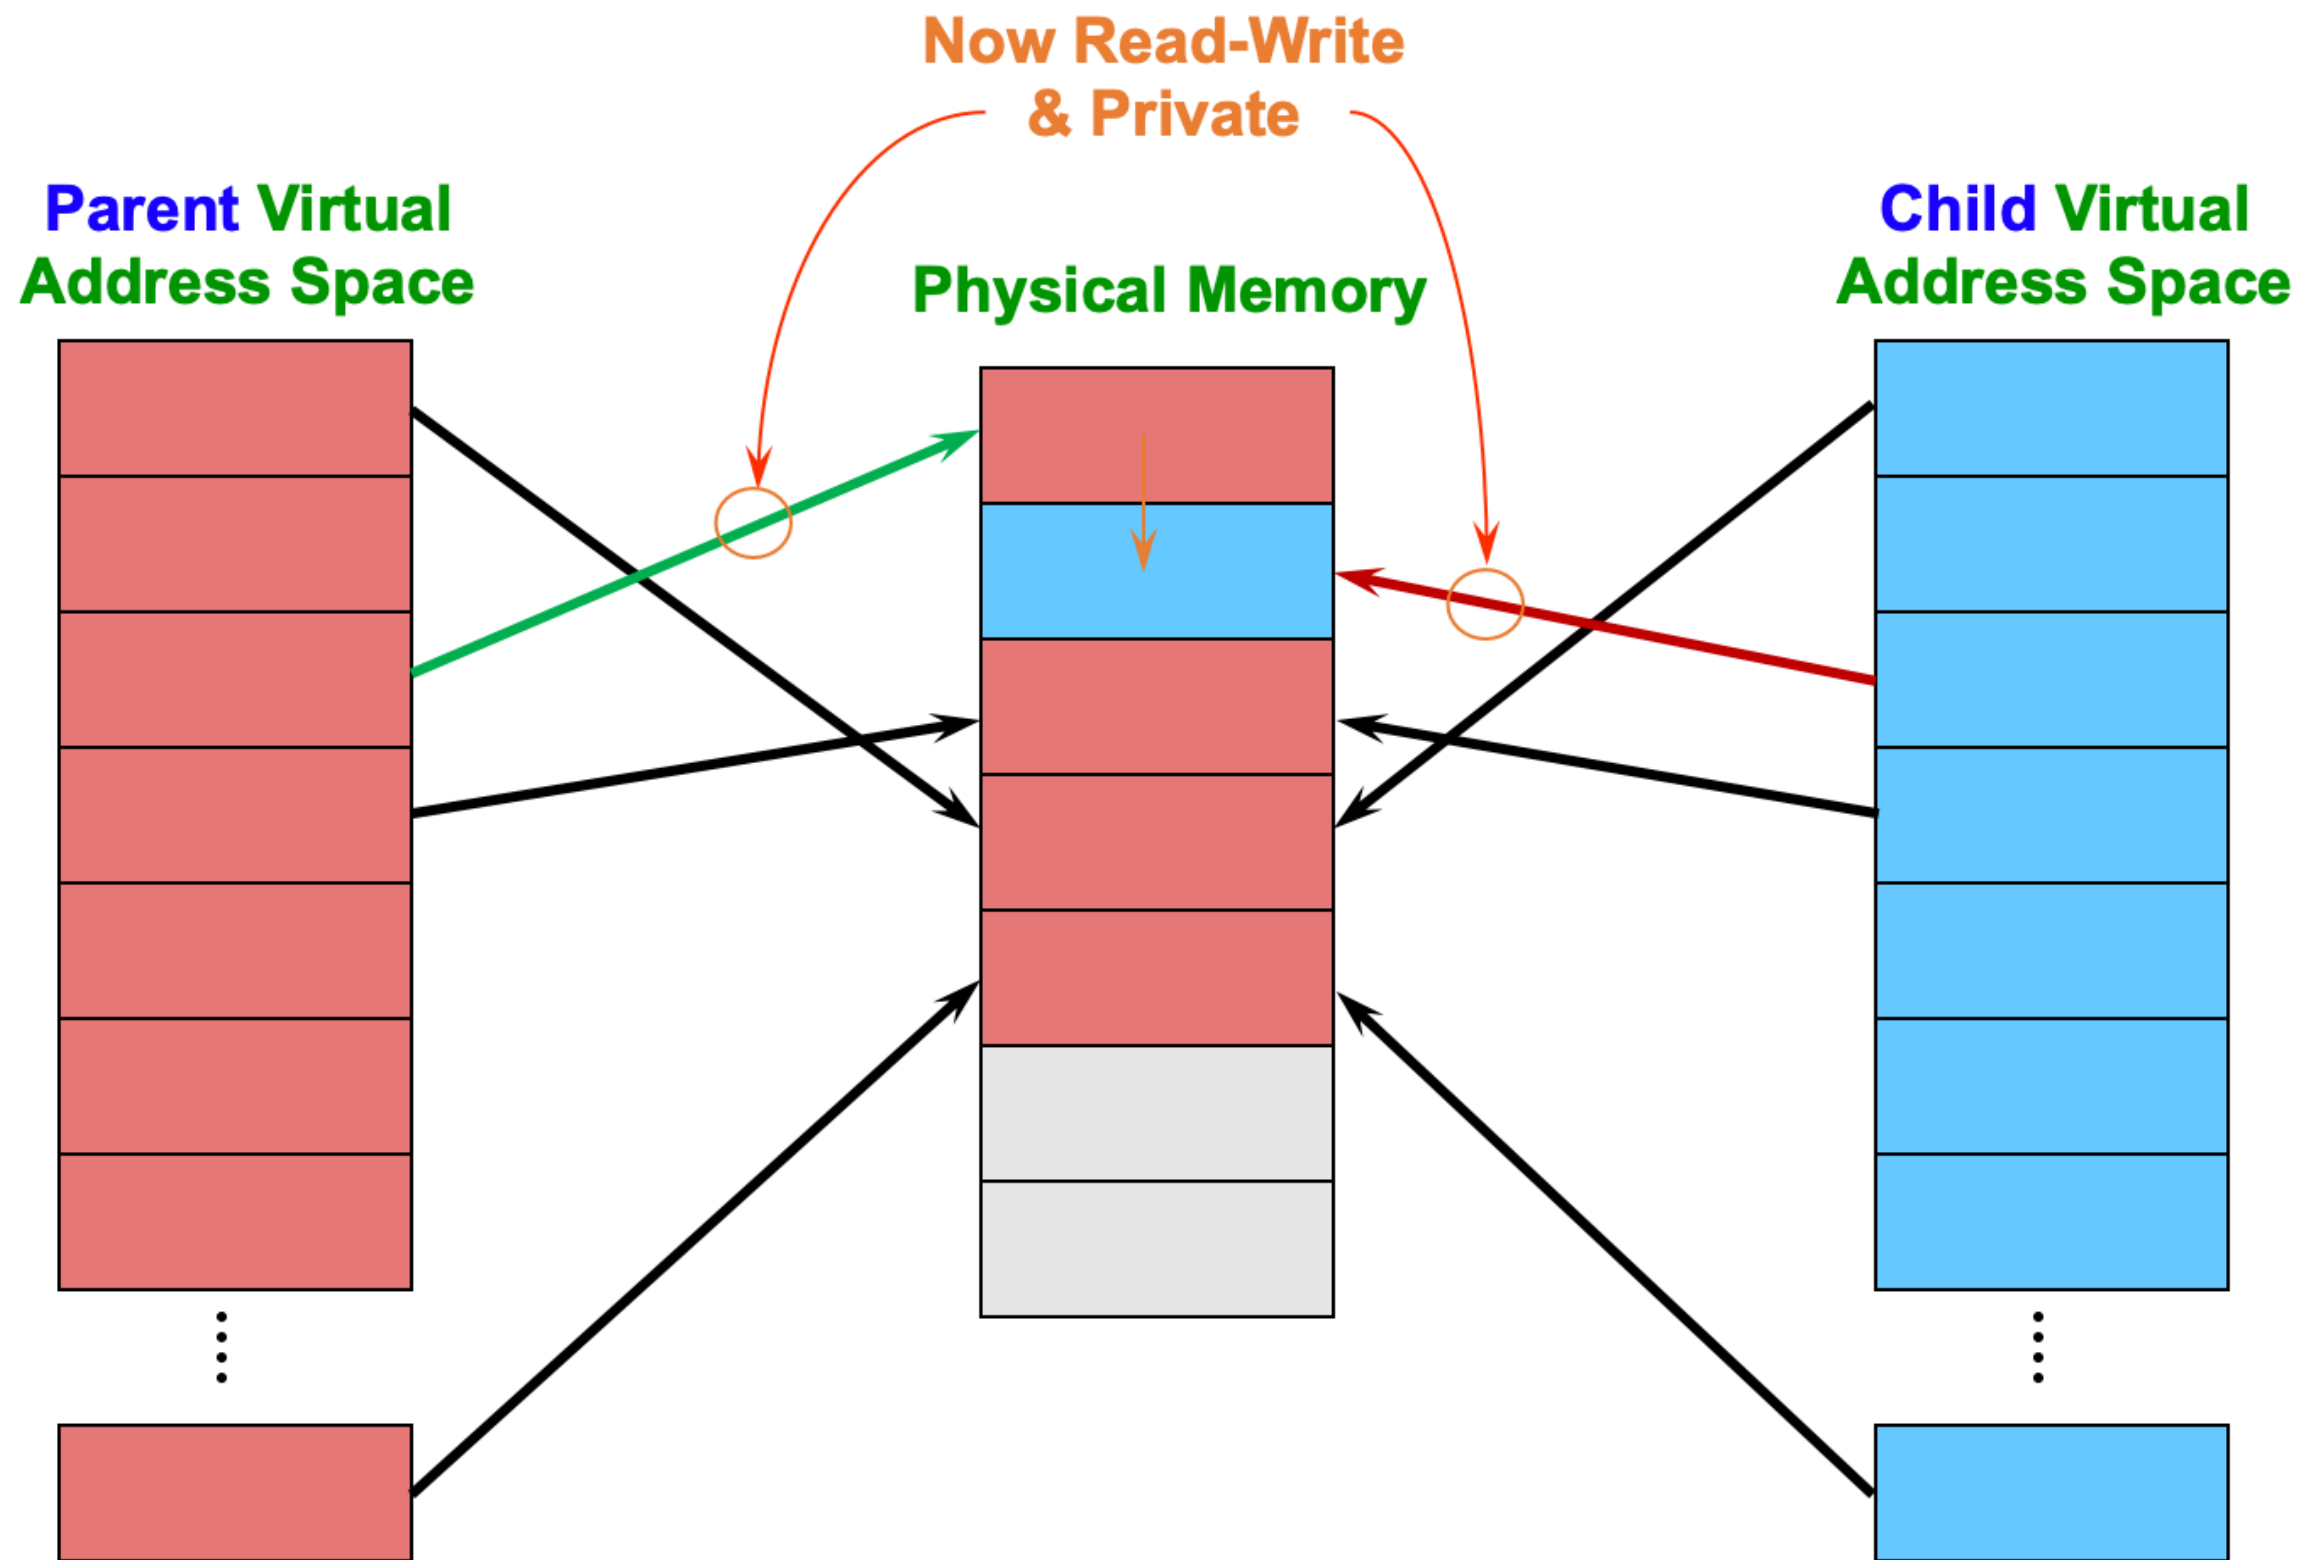 Now Read-Write
& Private
Parent Virtual
Address Space
Physical Memory
Child Virtual
Address Space